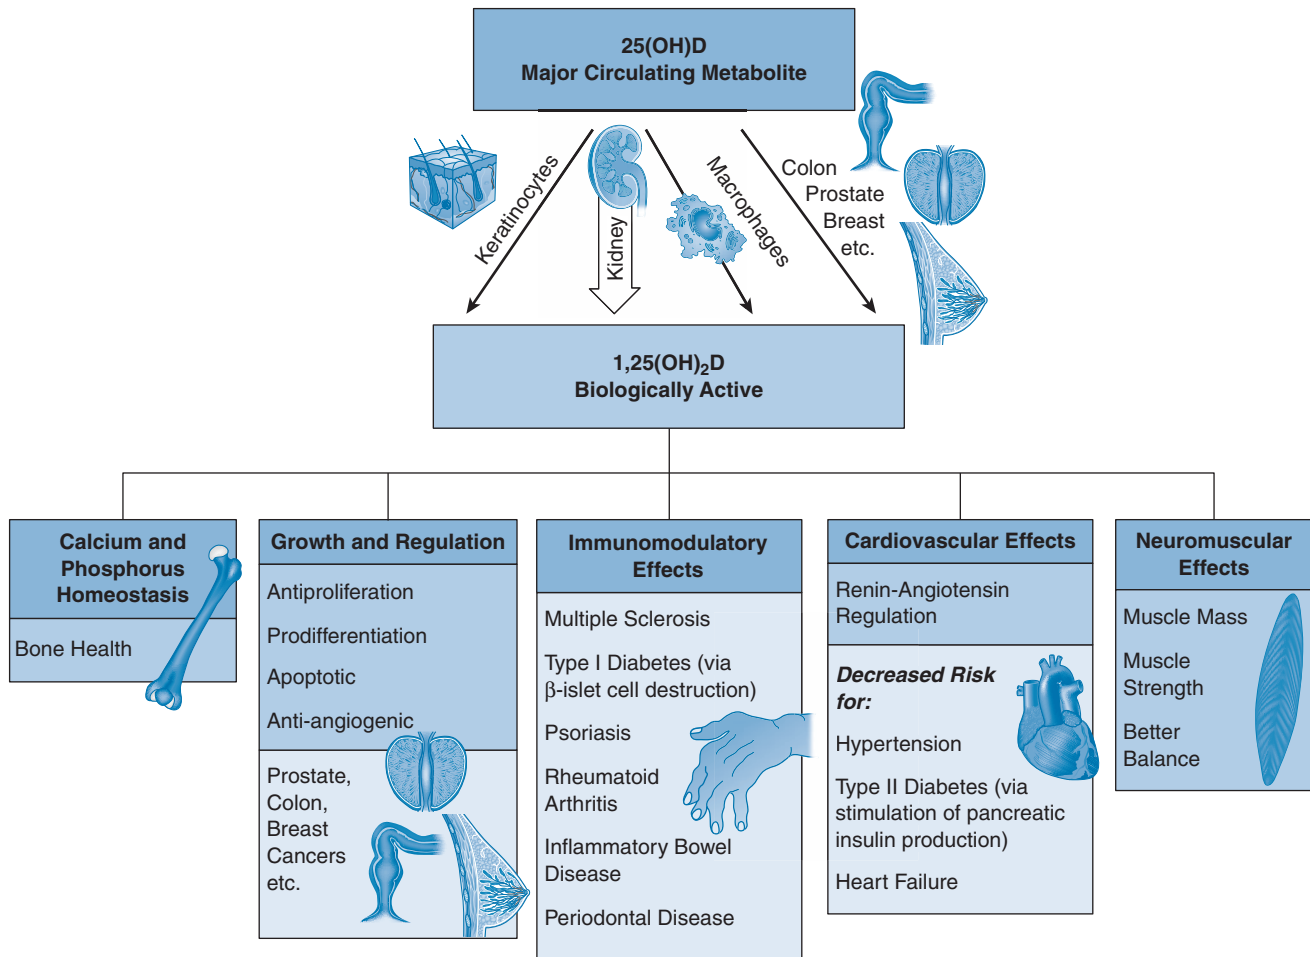 25(OH)D
Major Circulating Metabolite
Keratinocytes
Kidney
Macrophages
Colon
Prostate
Breast
etc.
1,25(OH)₂D
Biologically Active
Calcium and
Phosphorus
Homeostasis
Bone Health
Growth and Regulation
Antiproliferation
Prodifferentiation
Apoptotic
Anti-angiogenic
Prostate,
Colon,
Breast
Cancers
etc.
Immunomodulatory
Effects
Multiple Sclerosis
Type I Diabetes (via
β-islet cell destruction)
Psoriasis
Rheumatoid
Arthritis
Inflammatory Bowel
Disease
Periodontal Disease
Cardiovascular Effects
Renin-Angiotensin
Regulation
Decreased Risk
for:
Hypertension
Type II Diabetes (via
stimulation of pancreatic
insulin production)
Heart Failure
Neuromuscular
Effects
Muscle Mass
Muscle
Strength
Better
Balance